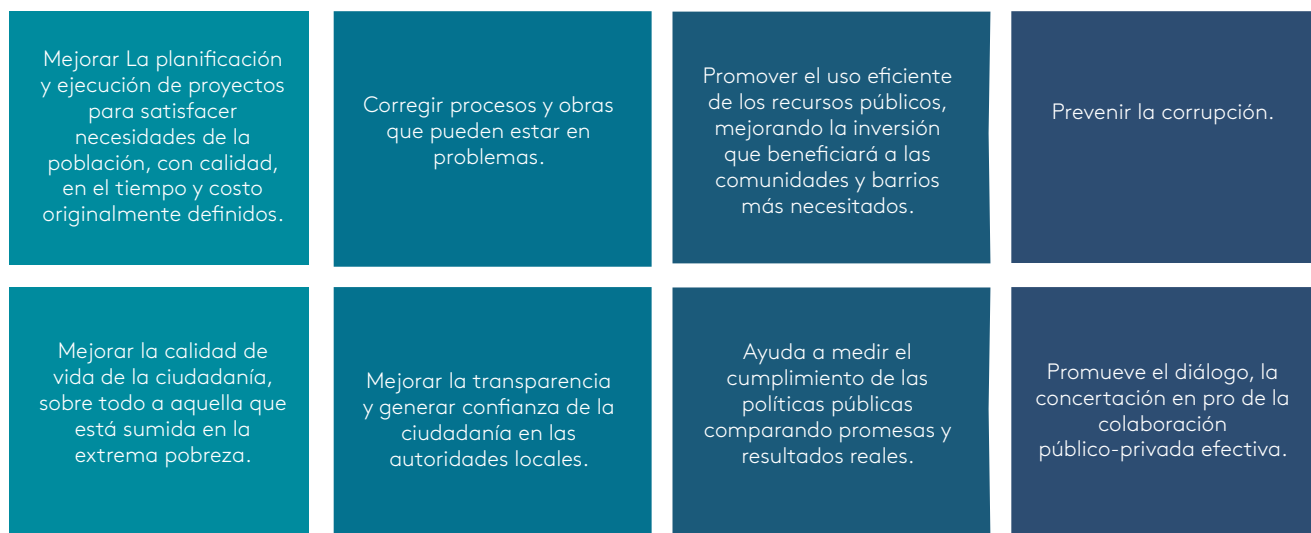 Mejorar La planificación
y ejecución de proyectos
para satisfacer
necesidades de la
población, con calidad,
en el tiempo y costo
originalmente definidos.
Corregir procesos y obras
que pueden estar en
problemas.
Promover el uso eficiente
de los recursos públicos,
mejorando la inversión
que beneficiará a las
comunidades y barrios
más necesitados.
Prevenir la corrupción.
Mejorar la calidad de
vida de la ciudadanía,
sobre todo a aquella que
está sumida en la
extrema pobreza.
Mejorar la transparencia
y generar confianza de la
ciudadanía en las
autoridades locales.
Ayuda a medir el
cumplimiento de las
políticas públicas
comparando promesas y
resultados reales.
Promueve el diálogo, la
concertación en pro de la
colaboración
público-privada efectiva.